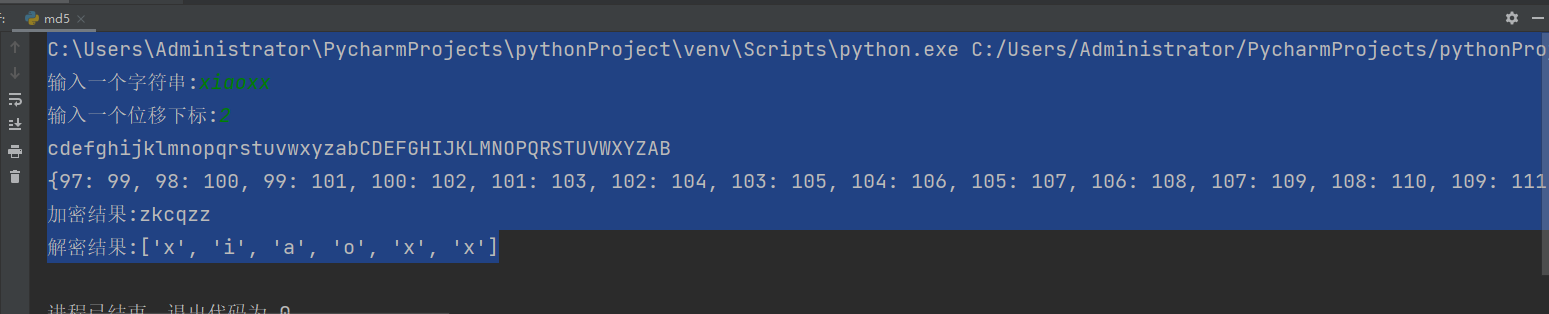 md5
C:\Users\Administrator\PycharmProjects\pythonProject\venv\Scripts\python.exe C:/Users/Administrator/PycharmProjects/pythonPro
输入一个字符串:xiaoxx
输入一个位移下标:2
cdefghijklmnopqrstuvwxyzabCDEFGHIJKLMNOPQRSTUVWXYZAB
{97: 99, 98: 100, 99: 101, 100: 102, 101: 103, 102: 104, 103: 105, 104: 106, 105: 107, 106: 108, 107: 109, 108: 110, 109: 111
加密结果:zkcqzz
解密结果:['x', 'i', 'a', 'o', 'x', 'x']
进程已结束，退出代码为 0